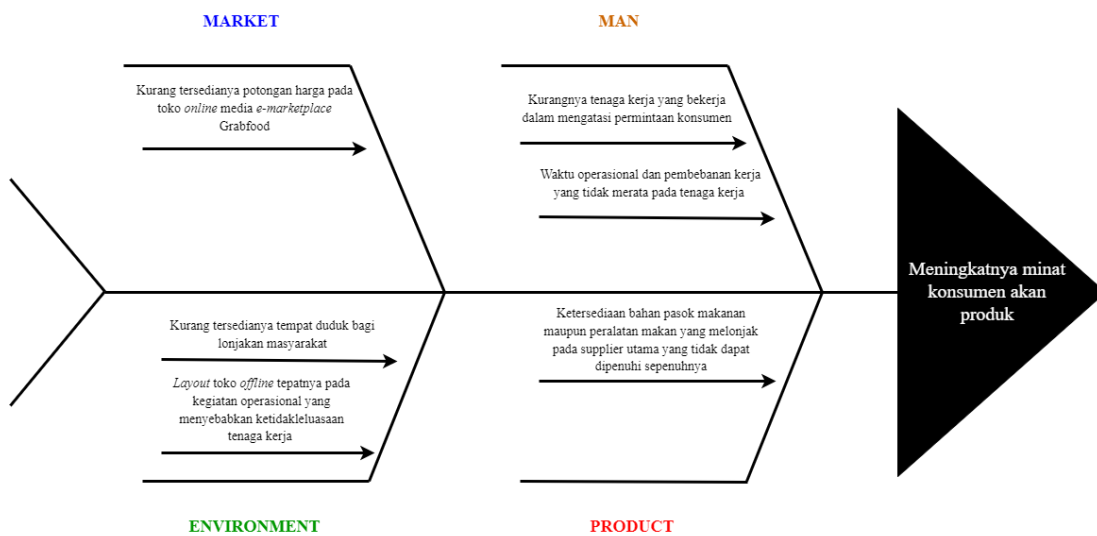 MARKET
Kurang tersedianya potongan harga pada
toko online media e-marketplace
Grabfood
MAN
Kurangnya tenaga kerja yang bekerja
dalam mengatasi permintaan konsumen
Waktu operasional dan pembebanan kerja
yang tidak merata pada tenaga kerja
Meningkatnya minat
konsumen akan
produk
Kurang tersedianya tempat duduk bagi
lonjakan masyarakat
Layout toko offline tepatnya pada
kegiatan operasional yang
menyebabkan ketidakleluasaan
tenaga kerja
ENVIRONMENT
Ketersediaan bahan pasok makanan
maupun peralatan makan yang melonjak
pada supplier utama yang tidak dapat
dipenuhi sepenuhnya
PRODUCT